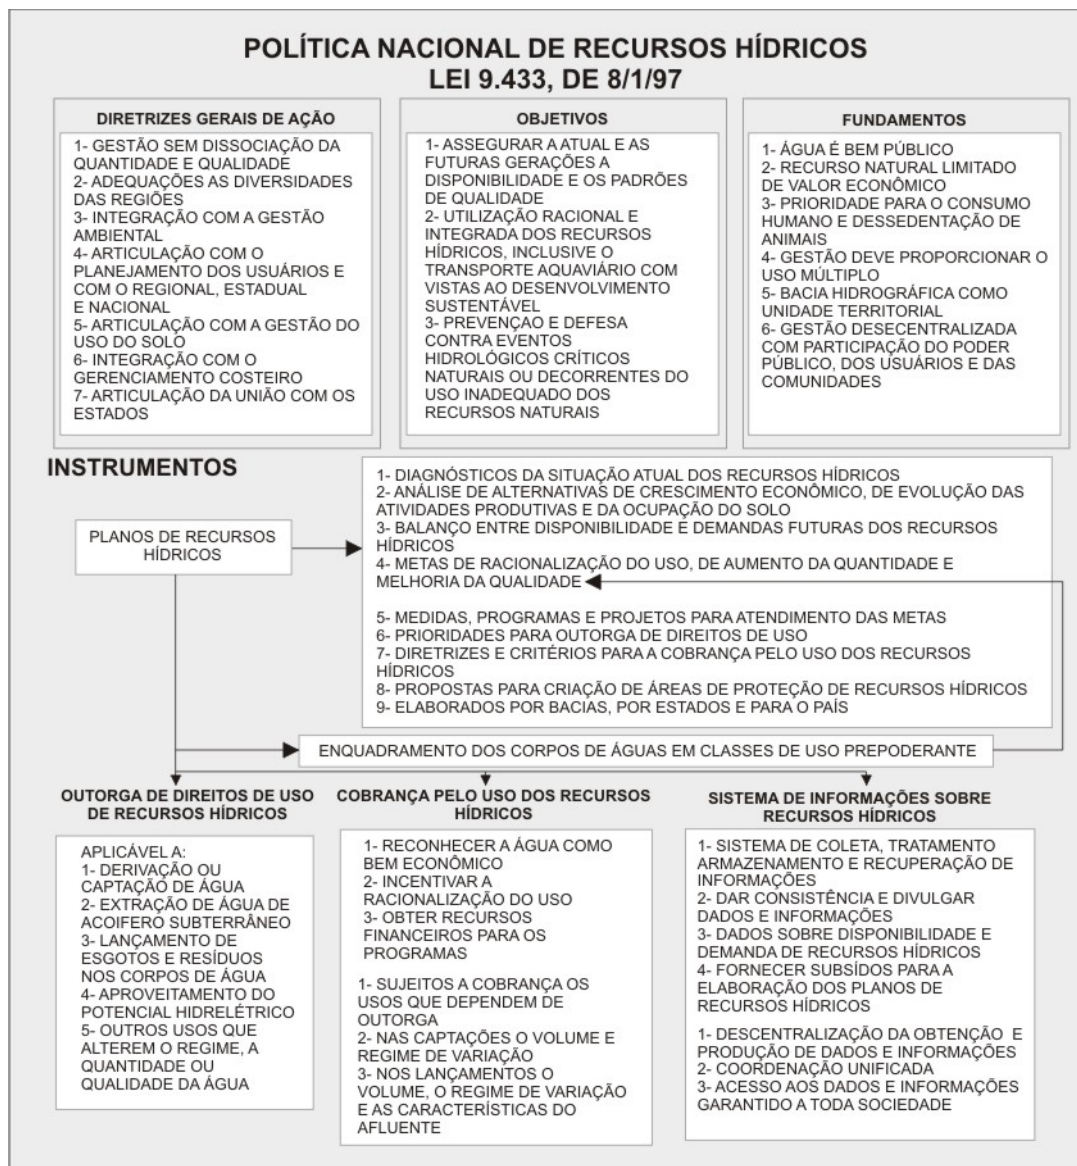 POLÍTICA NACIONAL DE RECURSOS HÍDRICOS
LEI 9.433, DE 8/1/97
DIRETRIZES GERAIS DE AÇÃO
1- GESTÃO SEM DISSOCIAÇÃO DA
QUANTIDADE E QUALIDADE
2- ADEQUAÇÕES AS DIVERSIDADES
DAS REGIÕES
3- INTEGRAÇÃO COM A GESTÃO
AMBIENTAL
4- ARTICULAÇÃO COM O
PLANEJAMENTO DOS USUÁRIOS E
COM O REGIONAL, ESTADUAL
E NACIONAL
5- ARTICULAÇÃO COM A GESTÃO DO
USO DO SOLO
6- INTEGRAÇÃO COM O
GERENCIAMENTO COSTEIRO
7- ARTICULAÇÃO DA UNIÃO COM OS
ESTADOS
OBJETIVOS
1- ASSEGURAR A ATUAL E AS
FUTURAS GERAÇÕES A
DISPONIBILIDADE E OS PADRÕES
DE QUALIDADE
2- UTILIZAÇÃO RACIONAL E
INTEGRADA DOS RECURSOS
HÍDRICOS, INCLUSIVE O
TRANSPORTE AQUAVIÁRIO COM
VISTAS AO DESENVOLVIMENTO
SUSTENTÁVEL
3- PREVENÇAO E DEFESA
CONTRA EVENTOS
HIDROLÓGICOS CRÍTICOS
NATURAIS OU DECORRENTES DO
USO INADEQUADO DOS
RECURSOS NATURAIS
FUNDAMENTOS
1- ÁGUA É BEM PÚBLICO
2- RECURSO NATURAL LIMITADO
DE VALOR ECONÔMICO
3- PRIORIDADE PARA O CONSUMO
HUMANO E DESSEDENTAÇÃO DE
ANIMAIS
4- GESTÃO DEVE PROPORCIONAR O
USO MÚLTIPLO
5- BACIA HIDROGRÁFICA COMO
UNIDADE TERRITORIAL
6- GESTÃO DESECENTRALIZADA
COM PARTICIPAÇÃO DO PODER
PÚBLICO, DOS USUÁRIOS E DAS
COMUNIDADES
INSTRUMENTOS
PLANOS DE RECURSOS
HÍDRICOS
1- DIAGNÓSTICOS DA SITUAÇÃO ATUAL DOS RECURSOS HÍDRICOS
2- ANÁLISE DE ALTERNATIVAS DE CRESCIMENTO ECONÔMICO, DE EVOLUÇÃO DAS
ATIVIDADES PRODUTIVAS E DA OCUPAÇÃO DO SOLO
3- BALANÇO ENTRE DISPONIBILIDADE E DEMANDAS FUTURAS DOS RECURSOS
HÍDRICOS
4- METAS DE RACIONALIZAÇÃO DO USO, DE AUMENTO DA QUANTIDADE E
MELHORIA DA QUALIDADE
5- MEDIDAS, PROGRAMAS E PROJETOS PARA ATENDIMENTO DAS METAS
6- PRIORIDADES PARA OUTORGA DE DIREITOS DE USO
7- DIRETRIZES E CRITÉRIOS PARA A COBRANÇA PELO USO DOS RECURSOS
HÍDRICOS
8- PROPOSTAS PARA CRIAÇÃO DE ÁREAS DE PROTEÇÃO DE RECURSOS HÍDRICOS
9- ELABORADOS POR BACIAS, POR ESTADOS E PARA O PAÍS
ENQUADRAMENTO DOS CORPOS DE ÁGUAS EM CLASSES DE USO PREPODERANTE
OUTORGA DE DIREITOS DE USO
DE RECURSOS HÍDRICOS
APLICÁVEL A:
1- DERIVAÇÃO OU
CAPTAÇÃO DE ÁGUA
2- EXTRAÇÃO DE ÁGUA DE
ACOIFERO SUBTERRÂNEO
3- LANÇAMENTO DE
ESGOTOS E RESÍDUOS
NOS CORPOS DE ÁGUA
4- APROVEITAMENTO DO
POTENCIAL HIDRELÉTRICO
5- OUTROS USOS QUE
ALTEREM O REGIME, A
QUANTIDADE OU
QUALIDADE DA ÁGUA
COBRANÇA PELO USO DOS RECURSOS
HÍDRICOS
1- RECONHECER A ÁGUA COMO
BEM ECONÔMICO
2- INCENTIVAR A
RACIONALIZAÇÃO DO USO
3- OBTER RECURSOS
FINANCEIROS PARA OS
PROGRAMAS
1- SUJEITOS A COBRANÇA OS
USOS QUE DEPENDEM DE
OUTORGA
2- NAS CAPTAÇÕES O VOLUME E
REGIME DE VARIAÇÃO
3- NOS LANÇAMENTOS O
VOLUME, O REGIME DE VARIAÇÃO
E AS CARACTERÍSTICAS DO
AFLUENTE
SISTEMA DE INFORMAÇÕES SOBRE
RECURSOS HÍDRICOS
1- SISTEMA DE COLETA, TRATAMENTO
ARMAZENAMENTO E RECUPERAÇÃO DE
INFORMAÇÕES
2- DAR CONSISTÊNCIA E DIVULGAR
DADOS E INFORMAÇÕES
3- DADOS SOBRE DISPONIBILIDADE E
DEMANDA DE RECURSOS HÍDRICOS
4- FORNECER SUBSÍDOS PARA A
ELABORAÇÃO DOS PLANOS DE
RECURSOS HÍDRICOS
1- DESCENTRALIZAÇÃO DA OBTENÇÃO E
PRODUÇÃO DE DADOS E INFORMAÇÕES
2- COORDENAÇÃO UNIFICADA
3- ACESSO AOS DADOS E INFORMAÇÕES
GARANTIDO A TODA SOCIEDADE